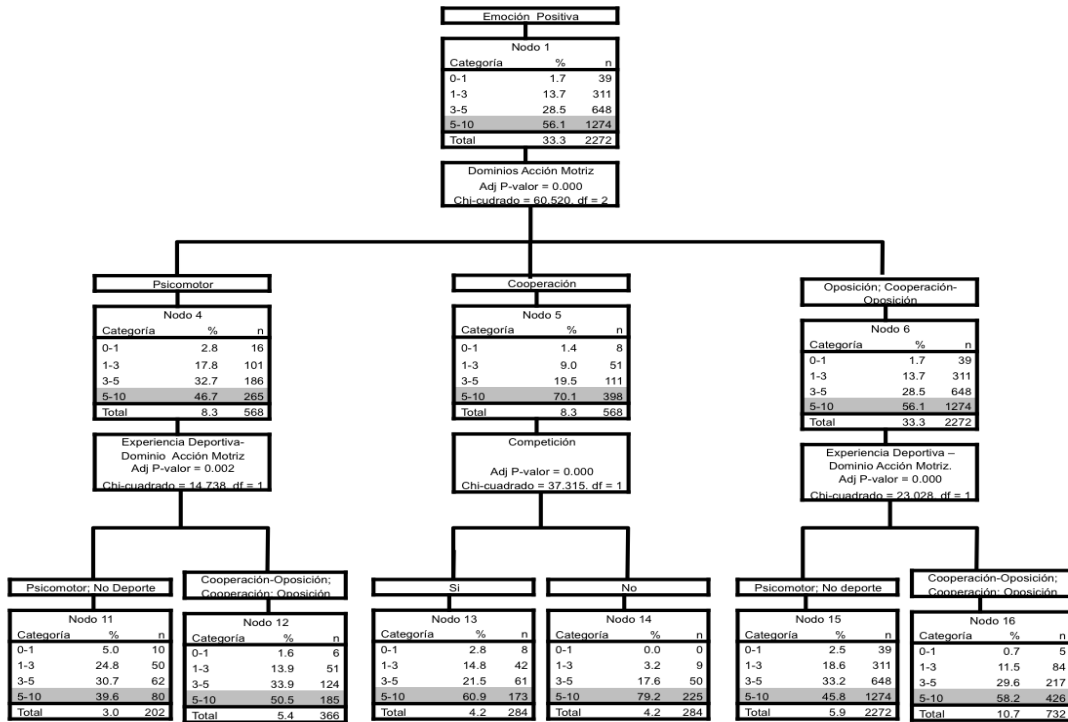 Emoción Positiva
Nodo 1
Categoría % n
0-1 1.7 39
1-3 13.7 311
3-5 28.5 648
5-10 56.1 1274
Total 33.3 2272
Dominios Acción Motriz
Adj P-valor = 0.000
Chi-cudrado = 60.520. df = 2
Psicomotor
Nodo 4
Categoría % n
0-1 2.8 16
1-3 17.8 101
3-5 32.7 186
5-10 46.7 265
Total 8.3 568
Experiencia Deportiva-
Dominio Acción Motriz
Adj P-valor = 0.002
Chi-cuadrado = 14.738. df = 1
Cooperación
Nodo 5
Categoría % n
0-1 1.4 8
1-3 9.0 51
3-5 19.5 111
5-10 70.1 398
Total 8.3 568
Competición
Adj P-valor = 0.000
Chi-cuadrado = 37.315. df = 1
Oposición; Cooperación-
Oposición
Nodo 6
Categoría % n
0-1 1.7 39
1-3 13.7 311
3-5 28.5 648
5-10 56.1 1274
Total 33.3 2272
Experiencia Deportiva –
Dominio Acción Motriz.
Adj P-valor = 0.000
Chi-cuadrado = 23.028. df = 1
Psicomotor; No Deporte
Nodo 11
Categoría % n
0-1 5.0 10
1-3 24.8 50
3-5 30.7 62
5-10 39.6 80
Total 3.0 202
Cooperación-Oposición;
Cooperación; Oposición
Nodo 12
Categoría % n
0-1 1.6 6
1-3 13.9 51
3-5 33.9 124
5-10 50.5 185
Total 5.4 366
Si
Nodo 13
Categoría % n
0-1 2.8 8
1-3 14.8 42
3-5 21.5 61
5-10 60.9 173
Total 4.2 284
No
Nodo 14
Categoría % n
0-1 0.0 0
1-3 3.2 9
3-5 17.6 50
5-10 79.2 225
Total 4.2 284
Psicomotor; No deporte
Nodo 15
Categoría % n
0-1 2.5 39
1-3 18.6 311
3-5 33.2 648
5-10 45.8 1274
Total 5.9 2272
Cooperación-Oposición;
Cooperación; Oposición
Nodo 16
Categoría % n
0-1 0.7 5
1-3 11.5 84
3-5 29.6 217
5-10 58.2 426
Total 10.7 732